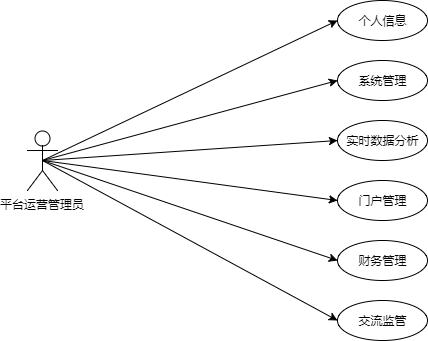 个人信息
系统管理
实时数据分析
平台运营管理员
门户管理
财务管理
交流监管